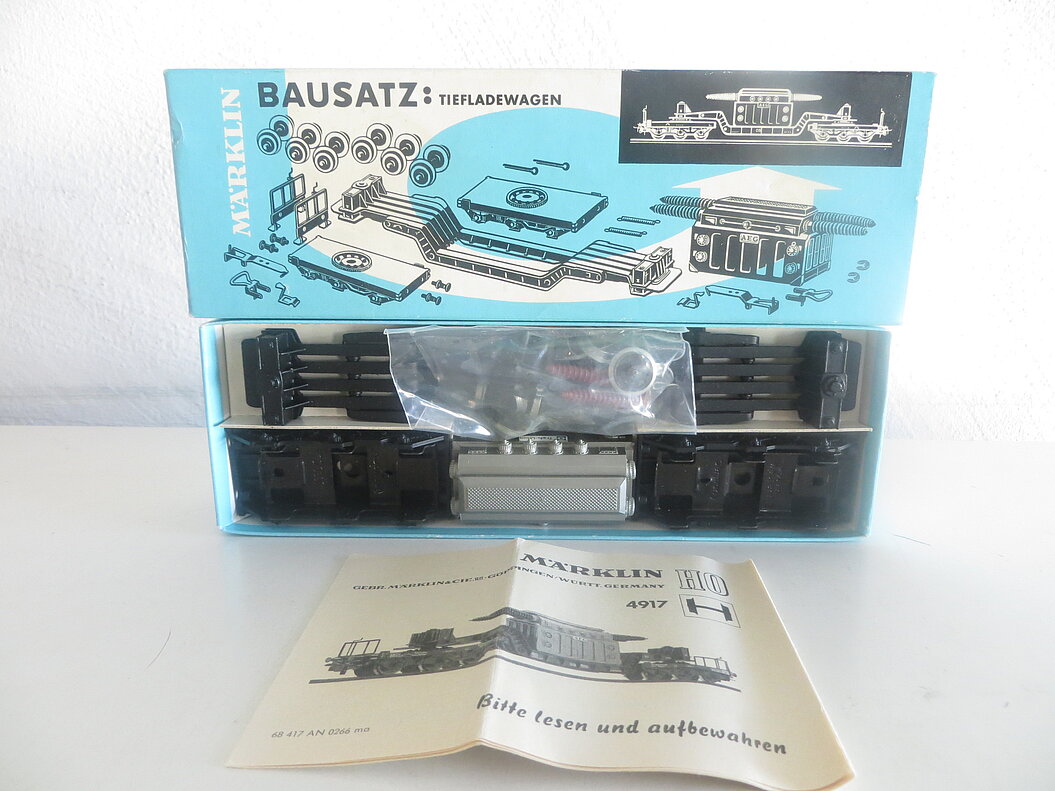 MÄRKLIN
BAUSATZ: TIEFLADEWAGEN
AEG
AEG
MÄRKLIN HO
GEBR. MÄRKLIN & CIE. GÖPPINGEN/WÜRTT. GERMANY
4917
H
Bitte lesen und aufbewahren
68 417 AN 0266 ma